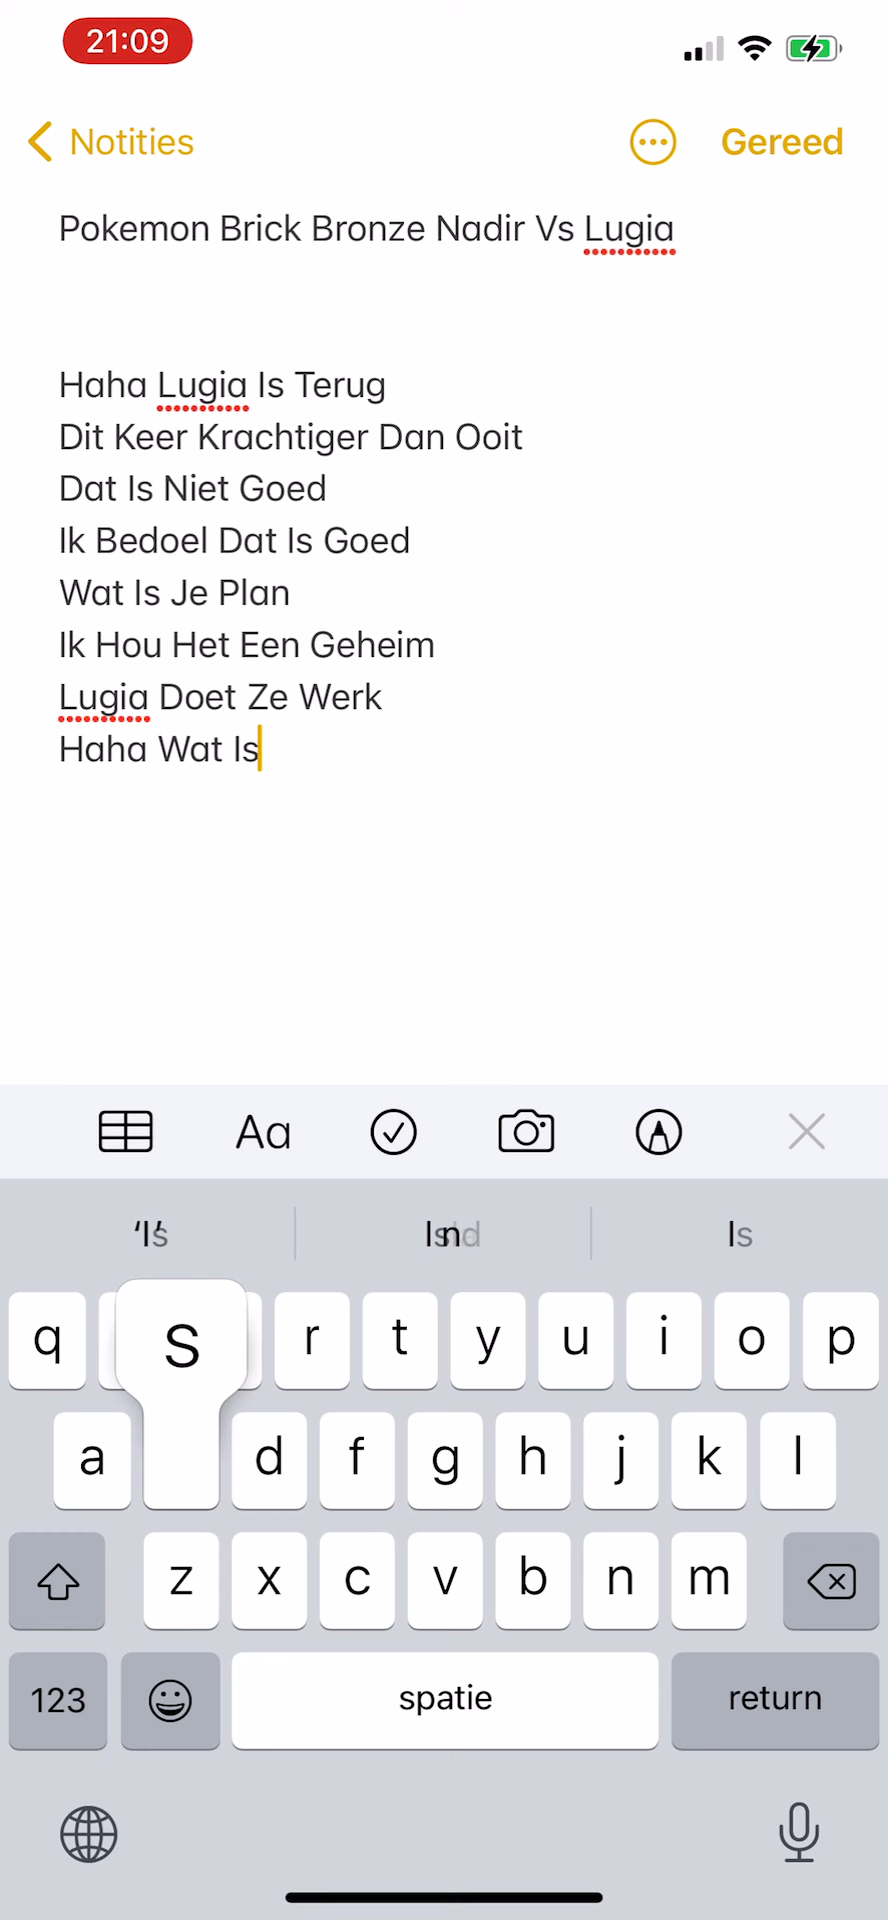 21:09
Notities
Gereed
Pokemon Brick Bronze Nadir Vs Lugia
Haha Lugia Is Terug
Dit Keer Krachtiger Dan Ooit
Dat Is Niet Goed
Ik Bedoel Dat Is Goed
Wat Is Je Plan
Ik Hou Het Een Geheim
Lugia Doet Ze Werk
Haha Wat Is
Aa
Is
q S r t y u i o p
a d f g h j k l
z x c v b n m
123 spatie return